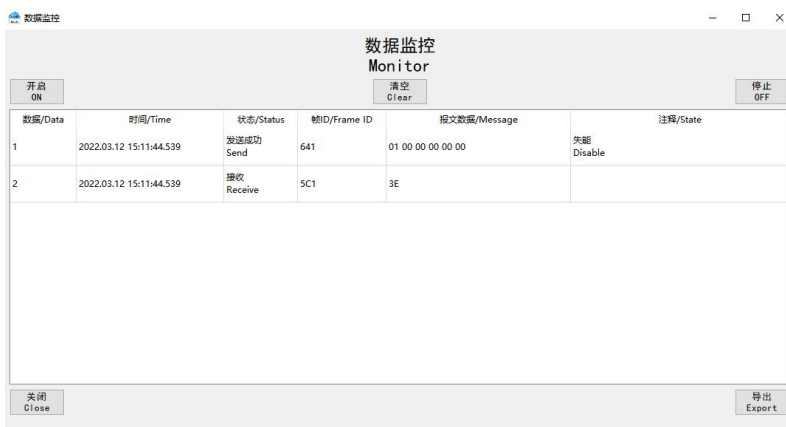 数据监控
数据监控
Monitor
开启
ON
清空
Clear
停止
OFF
数据/Data 时间/Time 状态/Status 帧ID/Frame ID 报文数据/Message 注释/State
1 2022.03.12 15:11:44.539 发送成功 641 01 00 00 00 00 00 失能
Send Disable
2 2022.03.12 15:11:44.539 接收 5C1 3E
Receive
关闭
Close
导出
Export